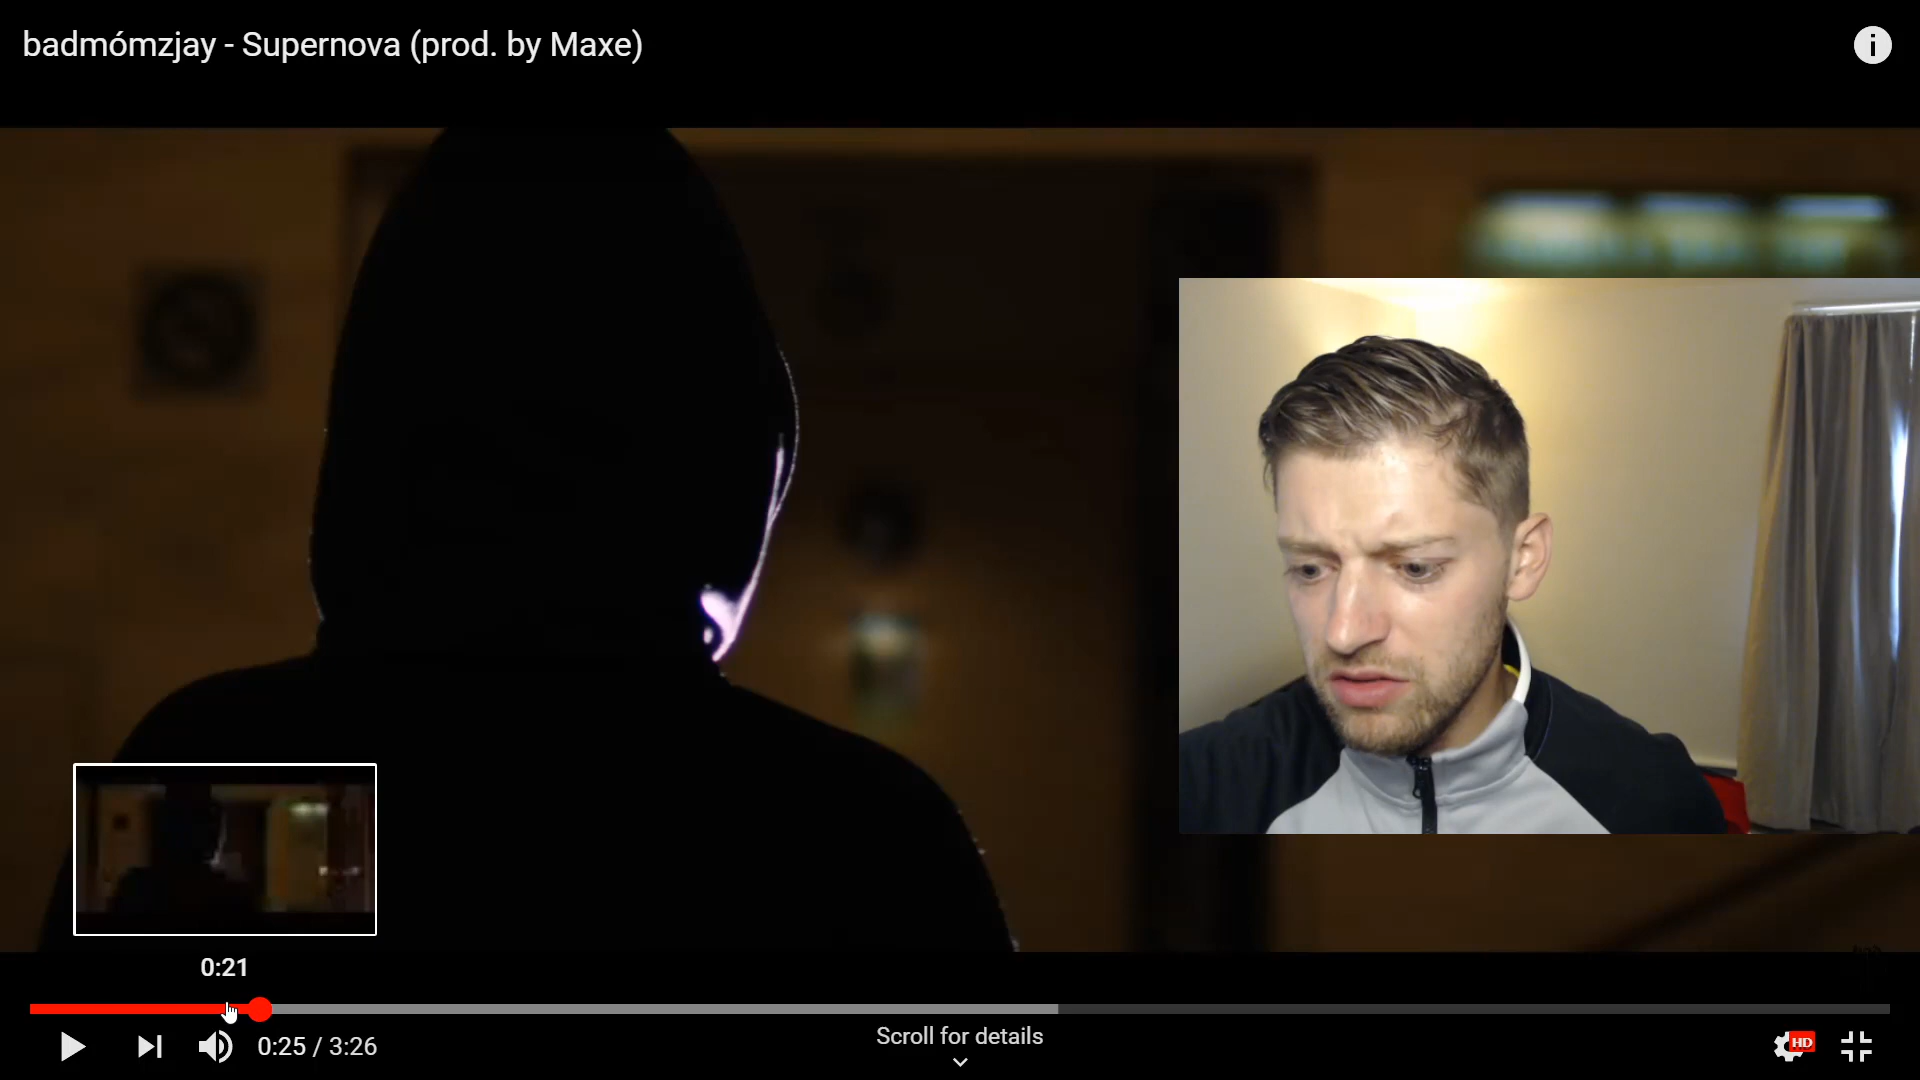 badmómzjay - Supernova (prod. by Maxe)
0:21
0:25 / 3:26
Scroll for details
HD